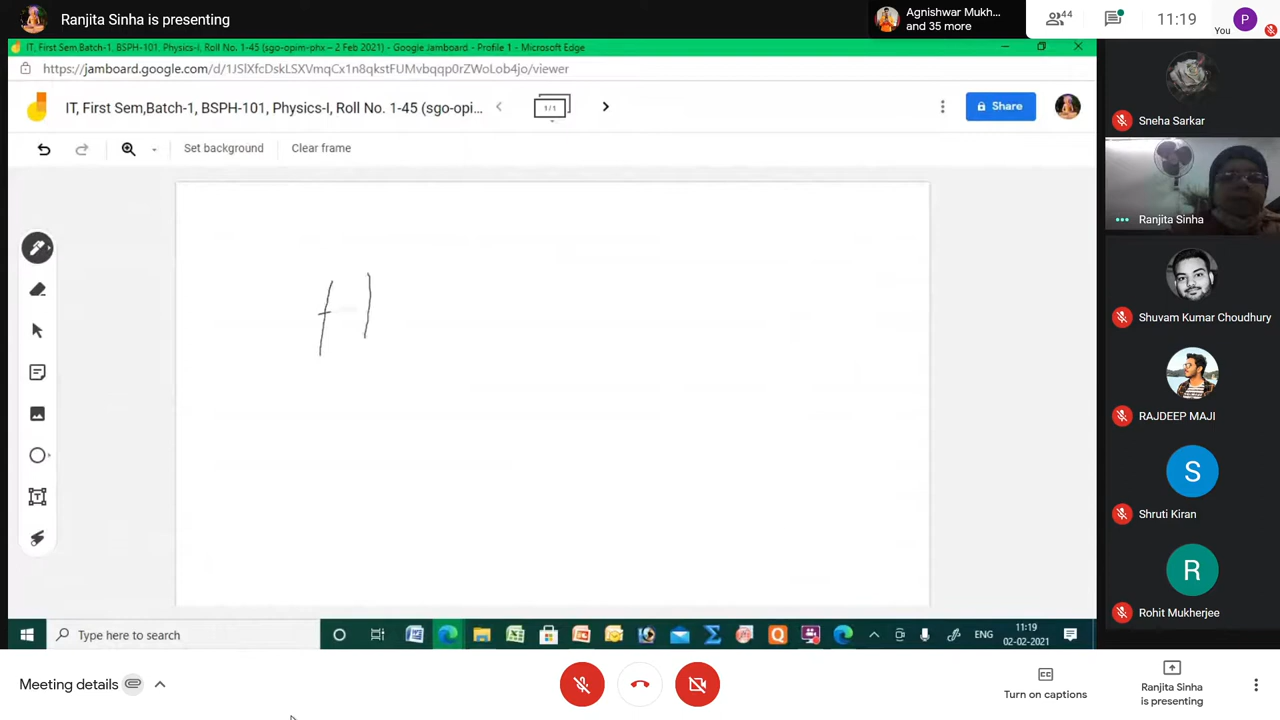 Ranjita Sinha is presenting
Agnishwar Mukh...
and 35 more
44
11:19
You
P
IT, First Sem.Batch-1, BSPH-101, Physics-I, Roll No. 1-45 (sgo-opim-phx – 2 Feb 2021) - Google Jamboard - Profile 1 - Microsoft Edge
https://jamboard.google.com/d/1JSlXfcDskLSXVmqCx1n8qkstFUMvbqqp0rZWoLob4jo/viewer
IT, First Sem,Batch-1, BSPH-101, Physics-I, Roll No. 1-45 (sgo-opi...
1/1
Share
Set background
Clear frame
Sneha Sarkar
Ranjita Sinha
Shuvam Kumar Choudhury
RAJDEEP MAJI
S
Shruti Kiran
R
Rohit Mukherjee
Type here to search
ENG
11:19
02-02-2021
Meeting details
Turn on captions
Ranjita Sinha
is presenting